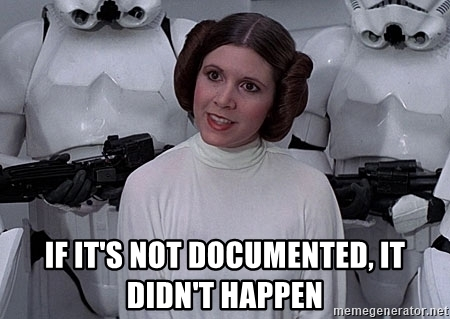 IF IT'S NOT DOCUMENTED, IT
DIDN'T HAPPEN
memegenerator.net